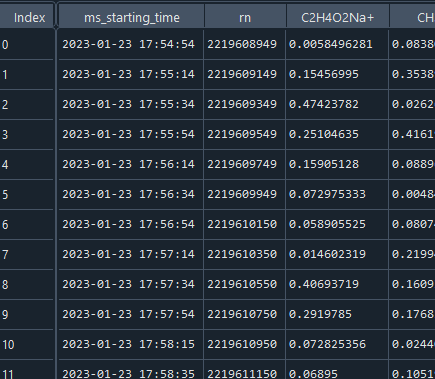 Index ms_starting_time rn C2H4O2Na+ CH
0 2023-01-23 17:54:54 2219608949 0.0058496281 0.0838
1 2023-01-23 17:55:14 2219609149 0.15456995 0.3538
2 2023-01-23 17:55:34 2219609349 0.47423782 0.0262
3 2023-01-23 17:55:54 2219609549 0.25104635 0.4161
4 2023-01-23 17:56:14 2219609749 0.15905128 0.0889
5 2023-01-23 17:56:34 2219609949 0.072975333 0.0048
6 2023-01-23 17:56:54 2219610150 0.058905525 0.0807
7 2023-01-23 17:57:14 2219610350 0.014602319 0.2199
8 2023-01-23 17:57:34 2219610550 0.40693719 0.1609
9 2023-01-23 17:57:54 2219610750 0.2919785 0.1768
10 2023-01-23 17:58:15 2219610950 0.072825356 0.0244
11 2023-01-23 17:58:35 2219611150 0.06895 0.1051